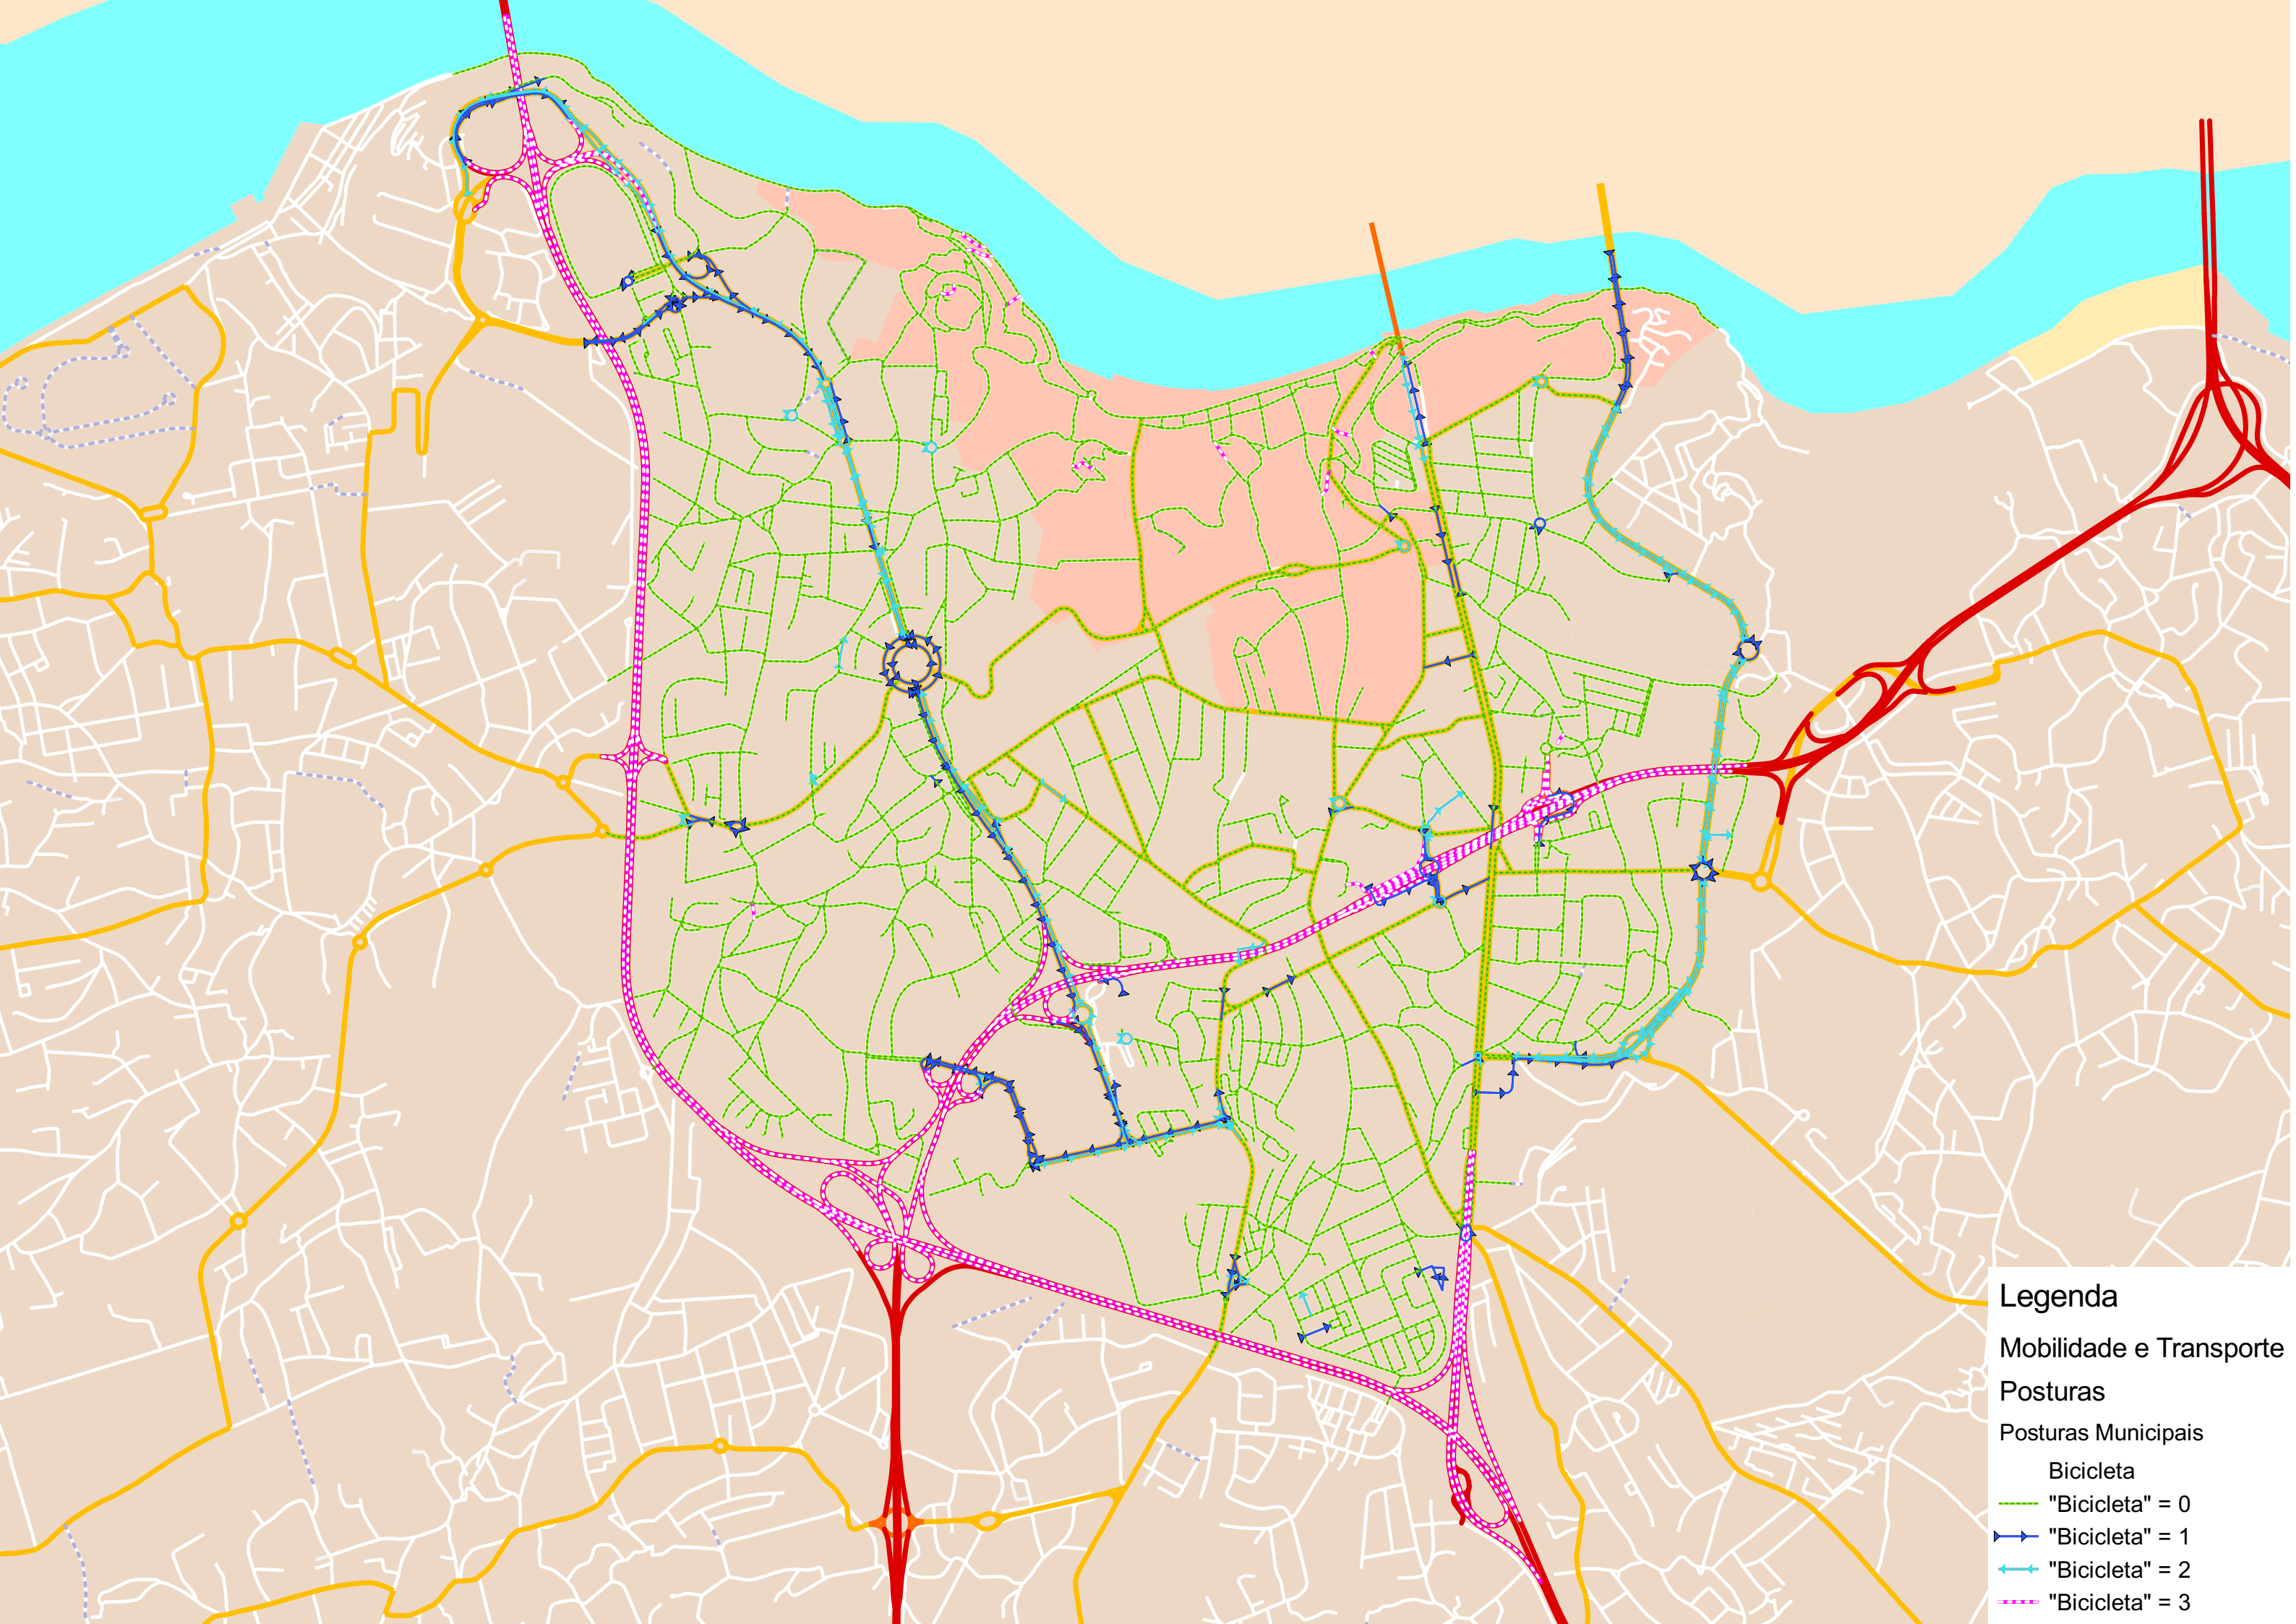 Legenda
Mobilidade e Transporte
Posturas
Posturas Municipais
Bicicleta
"Bicicleta" = 0
"Bicicleta" = 1
"Bicicleta" = 2
"Bicicleta" = 3